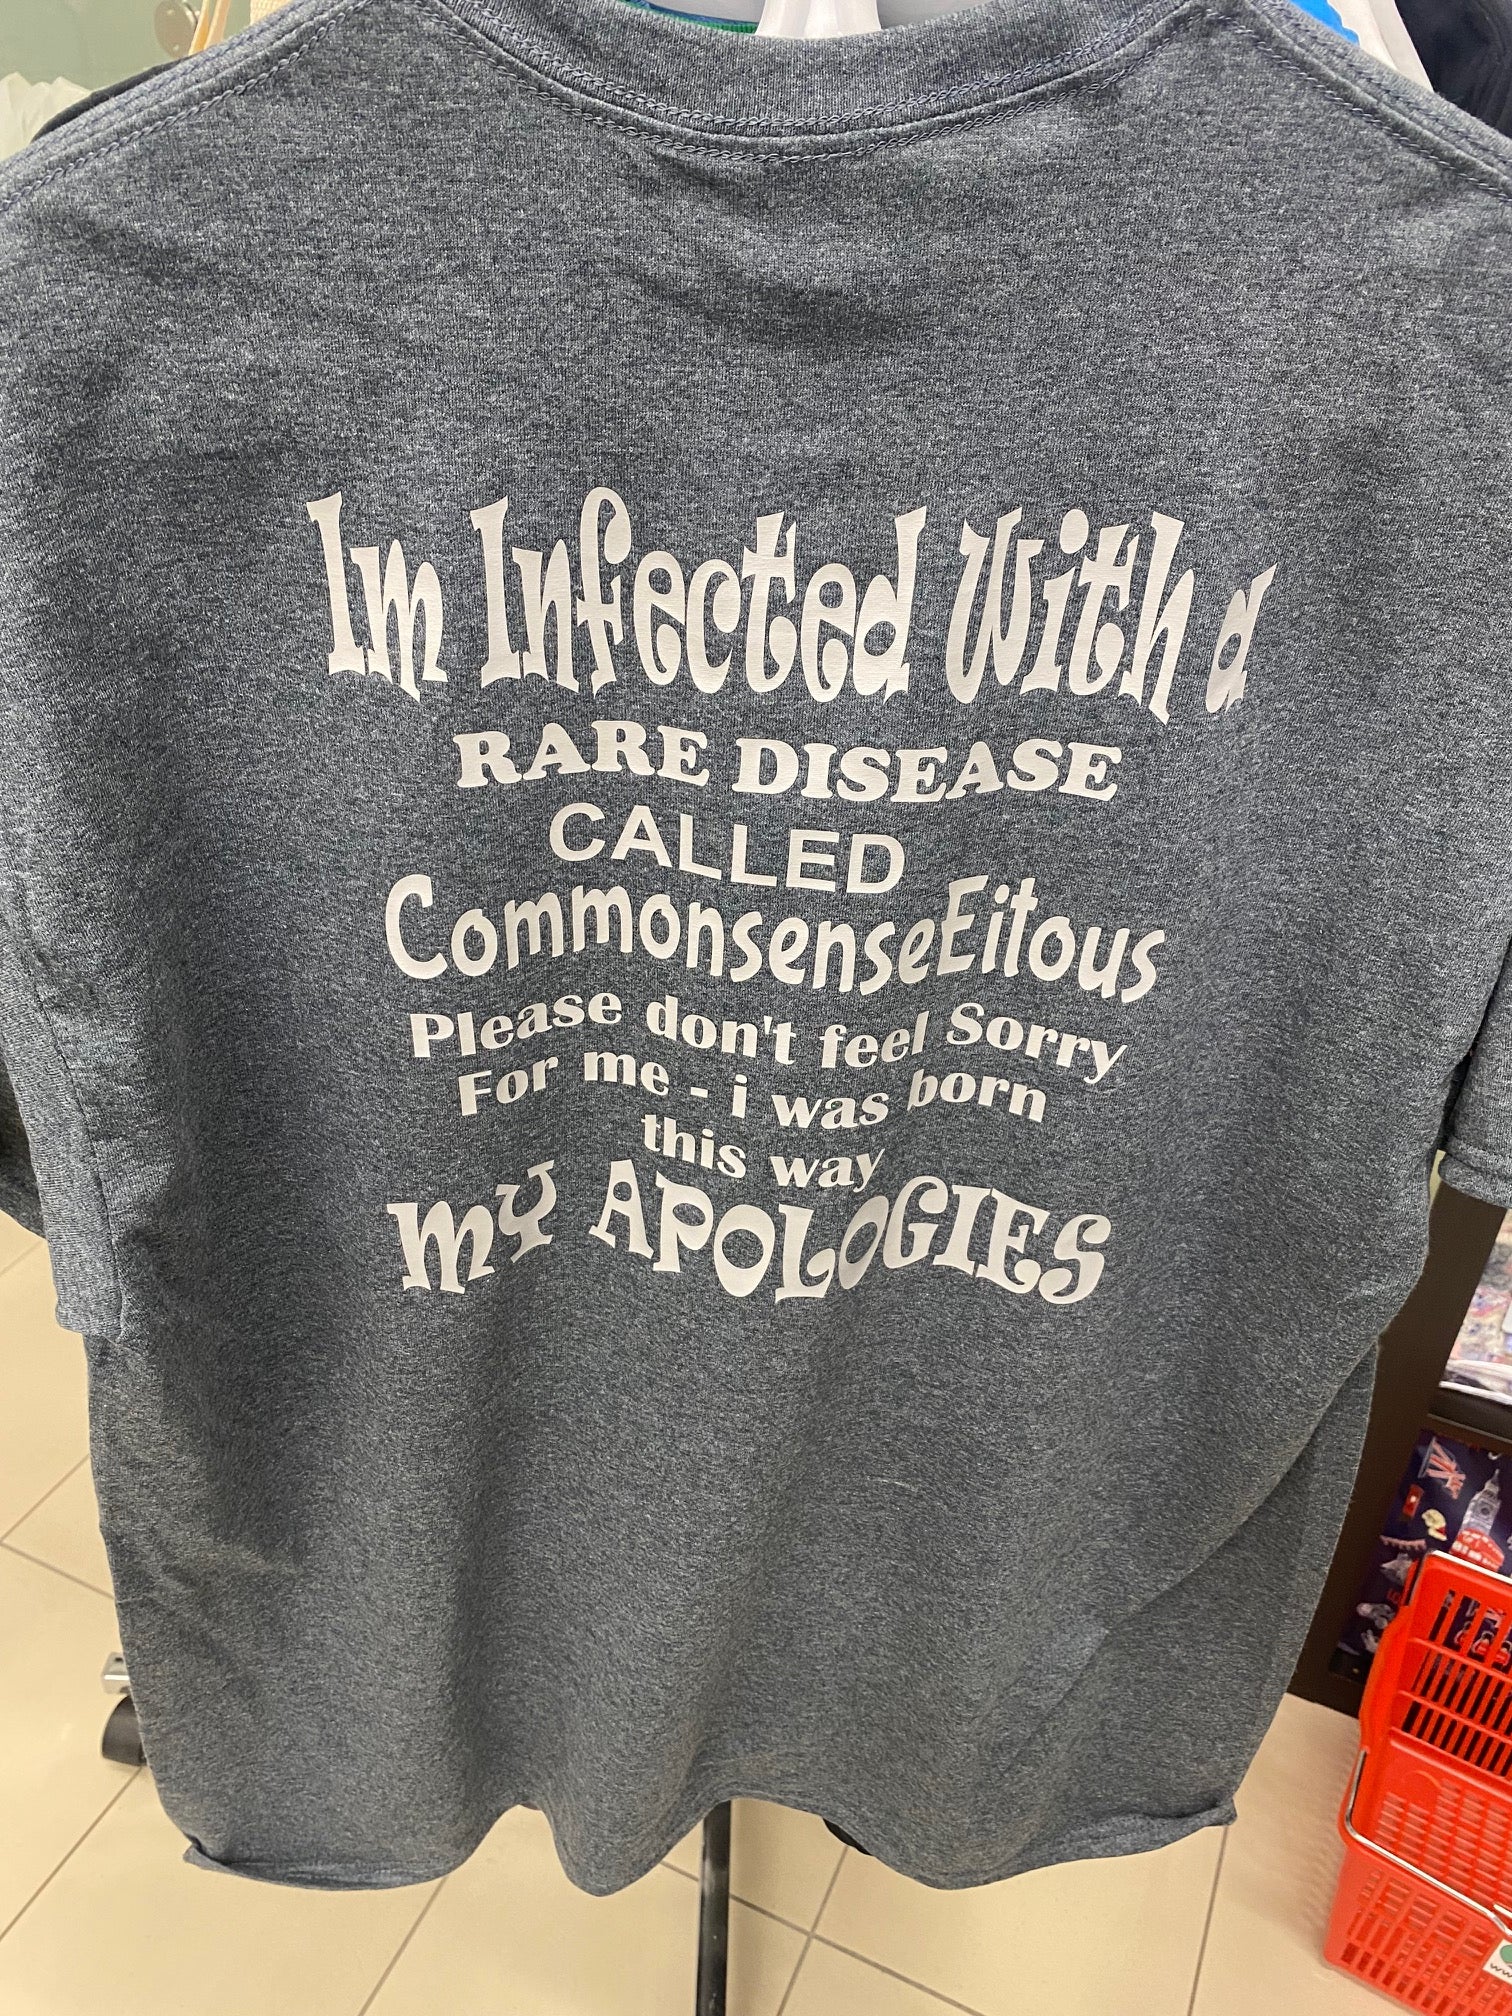 Im Infected With a
RARE DISEASE
CALLED
CommonsenseEitous
Please don't feel Sorry
For me - i was born
this way
MY APOLOGIES